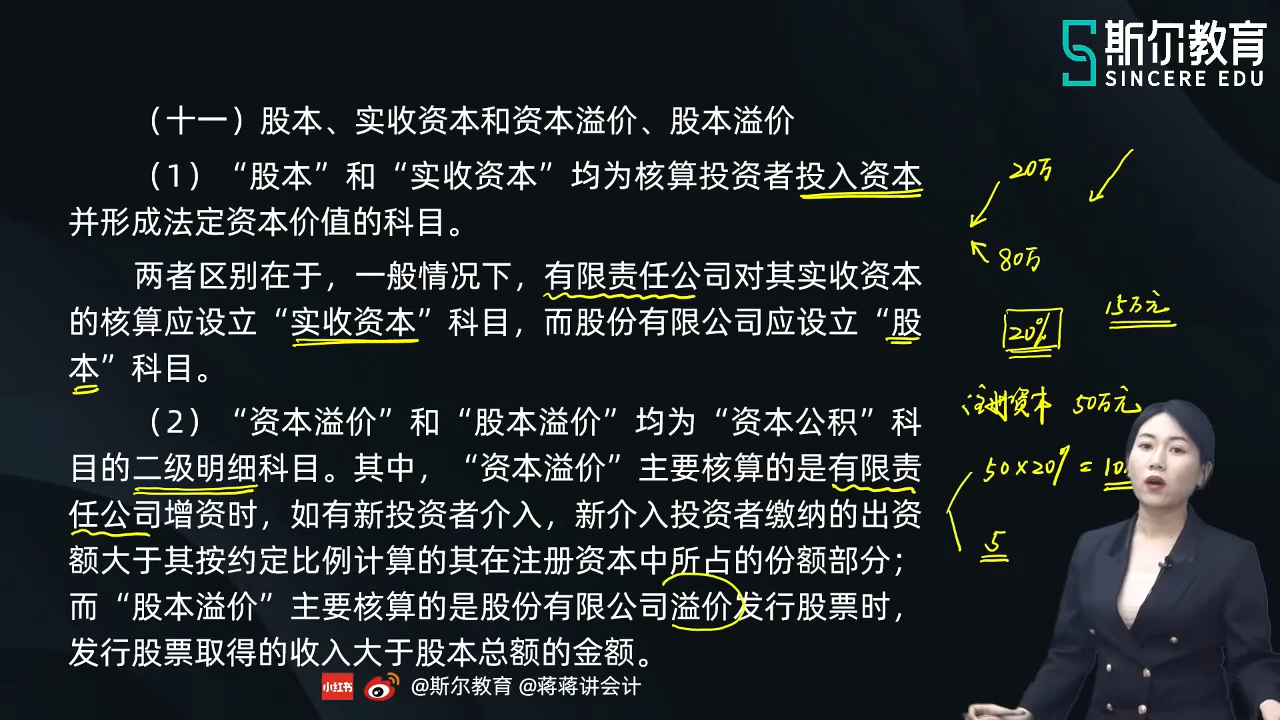 斯尔教育
SINCERE EDU
（十一）股本、实收资本和资本溢价、股本溢价
（1）“股本”和“实收资本”均为核算投资者投入资本
并形成法定资本价值的科目。
两者区别在于，一般情况下，有限责任公司对其实收资本
的核算应设立“实收资本”科目，而股份有限公司应设立“股
本”科目。
（2）“资本溢价”和“股本溢价”均为“资本公积”科
目的二级明细科目。其中，“资本溢价”主要核算的是有限责
任公司增资时，如有新投资者介入，新介入投资者缴纳的出资
额大于其按约定比例计算的其在注册资本中所占的份额部分；
而“股本溢价”主要核算的是股份有限公司溢价发行股票时，
发行股票取得的收入大于股本总额的金额。
20万
80万
20%
15万元
注册资本 50万元
50×20% = 10
5
小红书
@斯尔教育 @蒋蒋讲会计